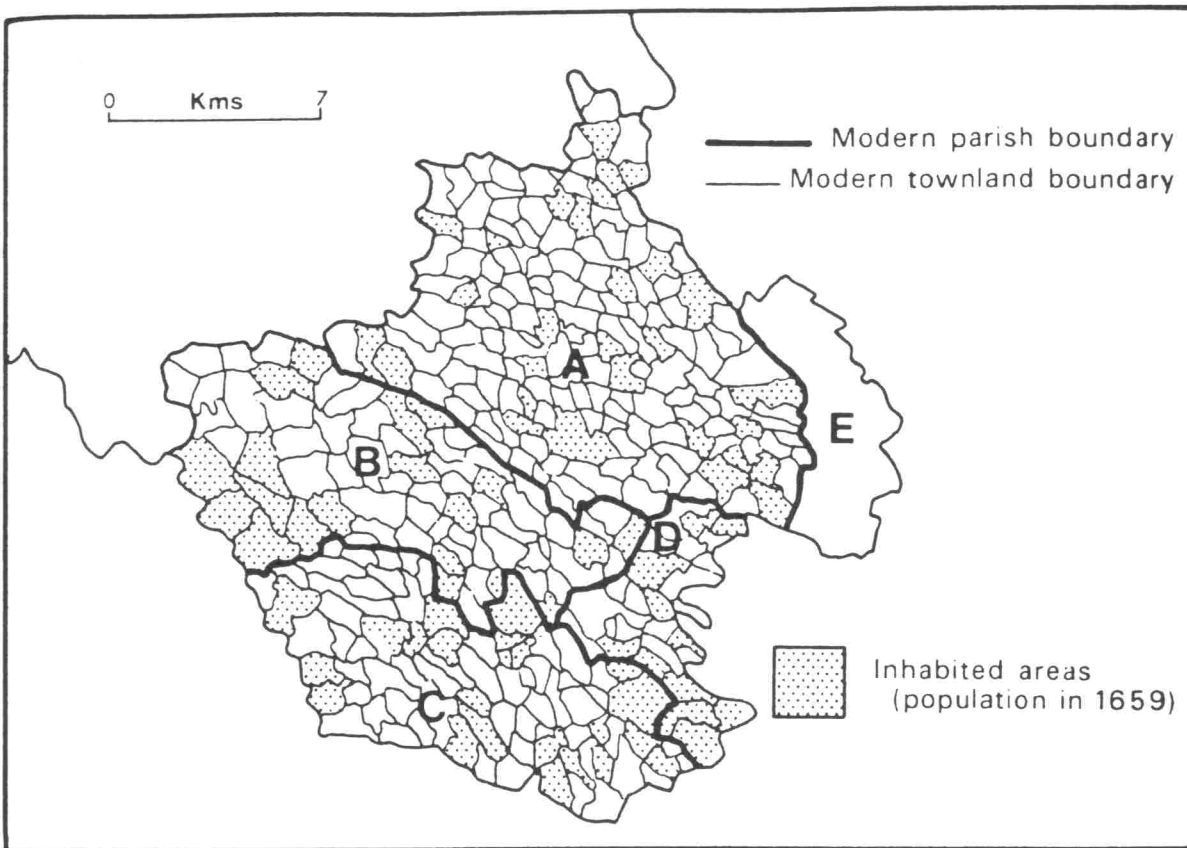 0 Kms 7
Modern parish boundary
Modern townland boundary
A
E
B
D
Inhabited areas
(population in 1659)
C